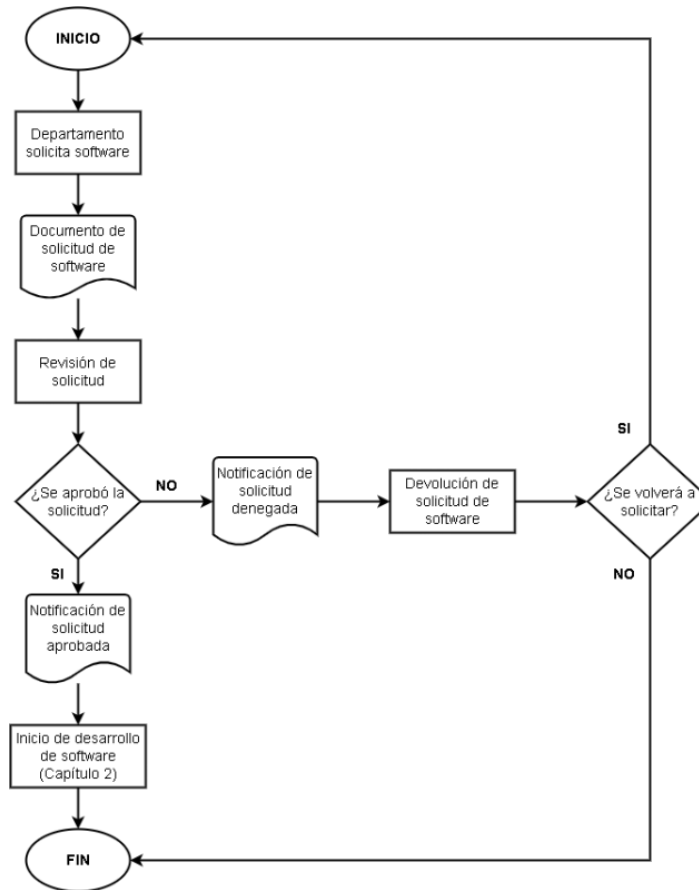 INICIO
Departamento
solicita software
Documento de
solicitud de
software
Revisión de
solicitud
¿Se aprobó la
solicitud?
NO
Notificación de
solicitud
denegada
Devolución de
solicitud de
software
¿Se volverá a
solicitar?
SI
NO
SI
Notificación de
solicitud
aprobada
Inicio de desarrollo
de software
(Capítulo 2)
FIN